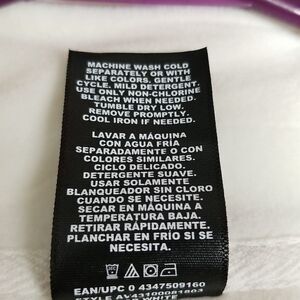 MACHINE WASH COLD
SEPARATELY OR WITH
LIKE COLORS, GENTLE
CYCLE. MILD DETERGENT.
USE ONLY NON-CHLORINE
BLEACH WHEN NEEDED.
TUMBLE DRY LOW.
REMOVE PROMPTLY.
COOL IRON IF NEEDED.
LAVAR A MÁQUINA
CON AGUA FRÍA
SEPARADAMENTE O CON
COLORES SIMILARES.
CICLO DELICADO.
DETERGENTE SUAVE.
USAR SOLAMENTE
BLANQUEADOR SIN CLORO
CUANDO SE NECESITE.
SECAR EN MÁQUINA A
TEMPERATURA BAJA.
RETIRAR RÁPIDAMENTE.
PLANCHAR EN FRÍO SI SE
NECESITA.
EAN/UPC 0 4347509160
STYLE
WHITE